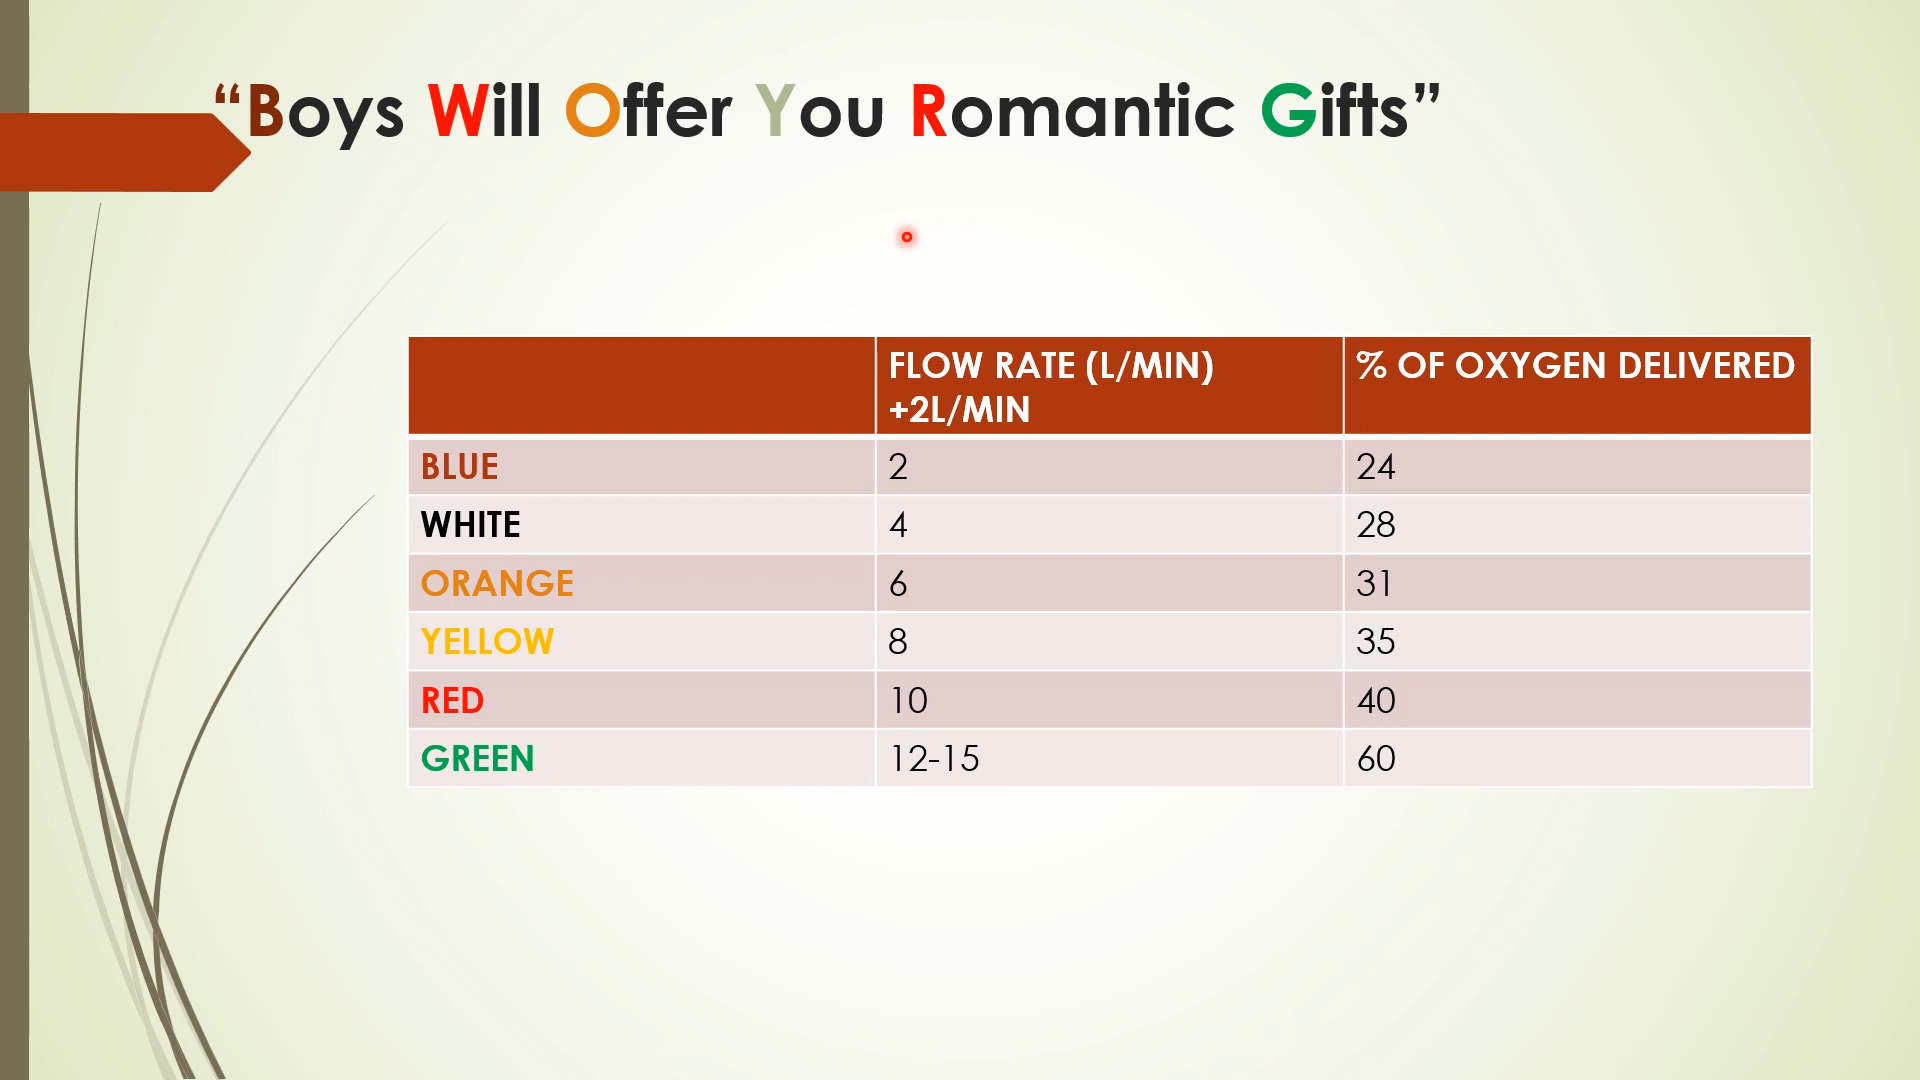 “Boys Will Offer You Romantic Gifts”
FLOW RATE (L/MIN) % OF OXYGEN DELIVERED
+2L/MIN
BLUE 2 24
WHITE 4 28
ORANGE 6 31
YELLOW 8 35
RED 10 40
GREEN 12-15 60